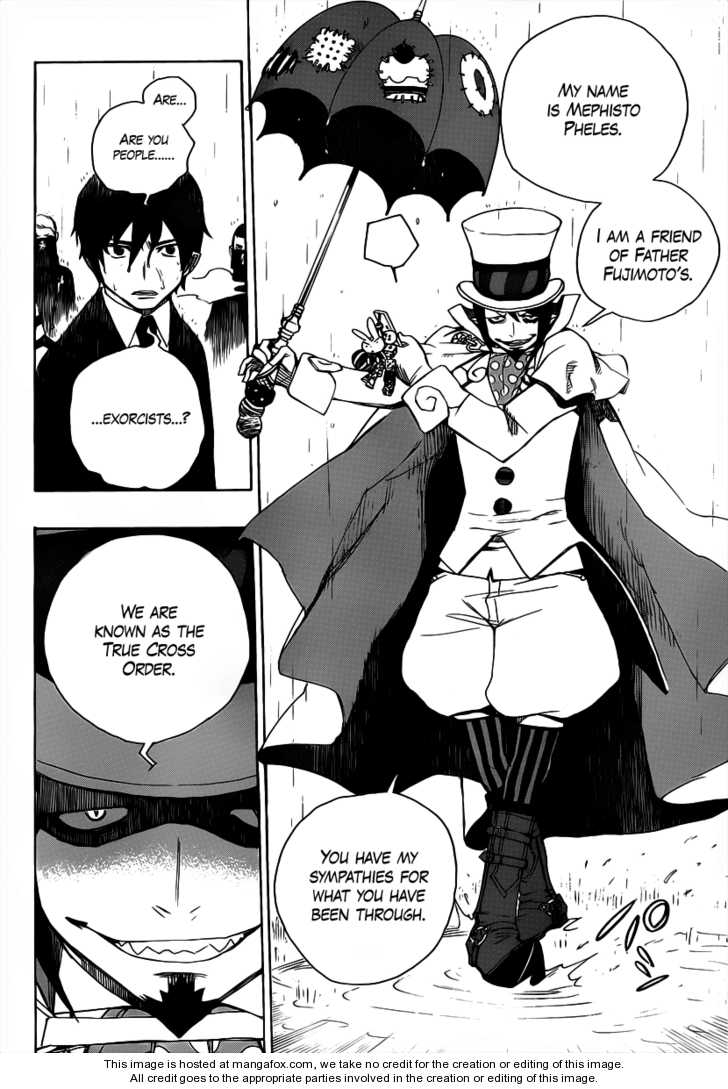 MY NAME
IS MEPHISTO
PHELES.
I AM A FRIEND
OF FATHER
FUJIMOTO'S.
ARE...
ARE YOU
PEOPLE......
...EXORCISTS...?
WE ARE
KNOWN AS THE
TRUE CROSS
ORDER.
YOU HAVE MY
SYMPATHIES FOR
WHAT YOU HAVE
BEEN THROUGH.
This image is hosted at mangafox.com, we take no credit for the creation or editing of this image.
All credit goes to the appropriate parties involved in the creation or editing of this image.